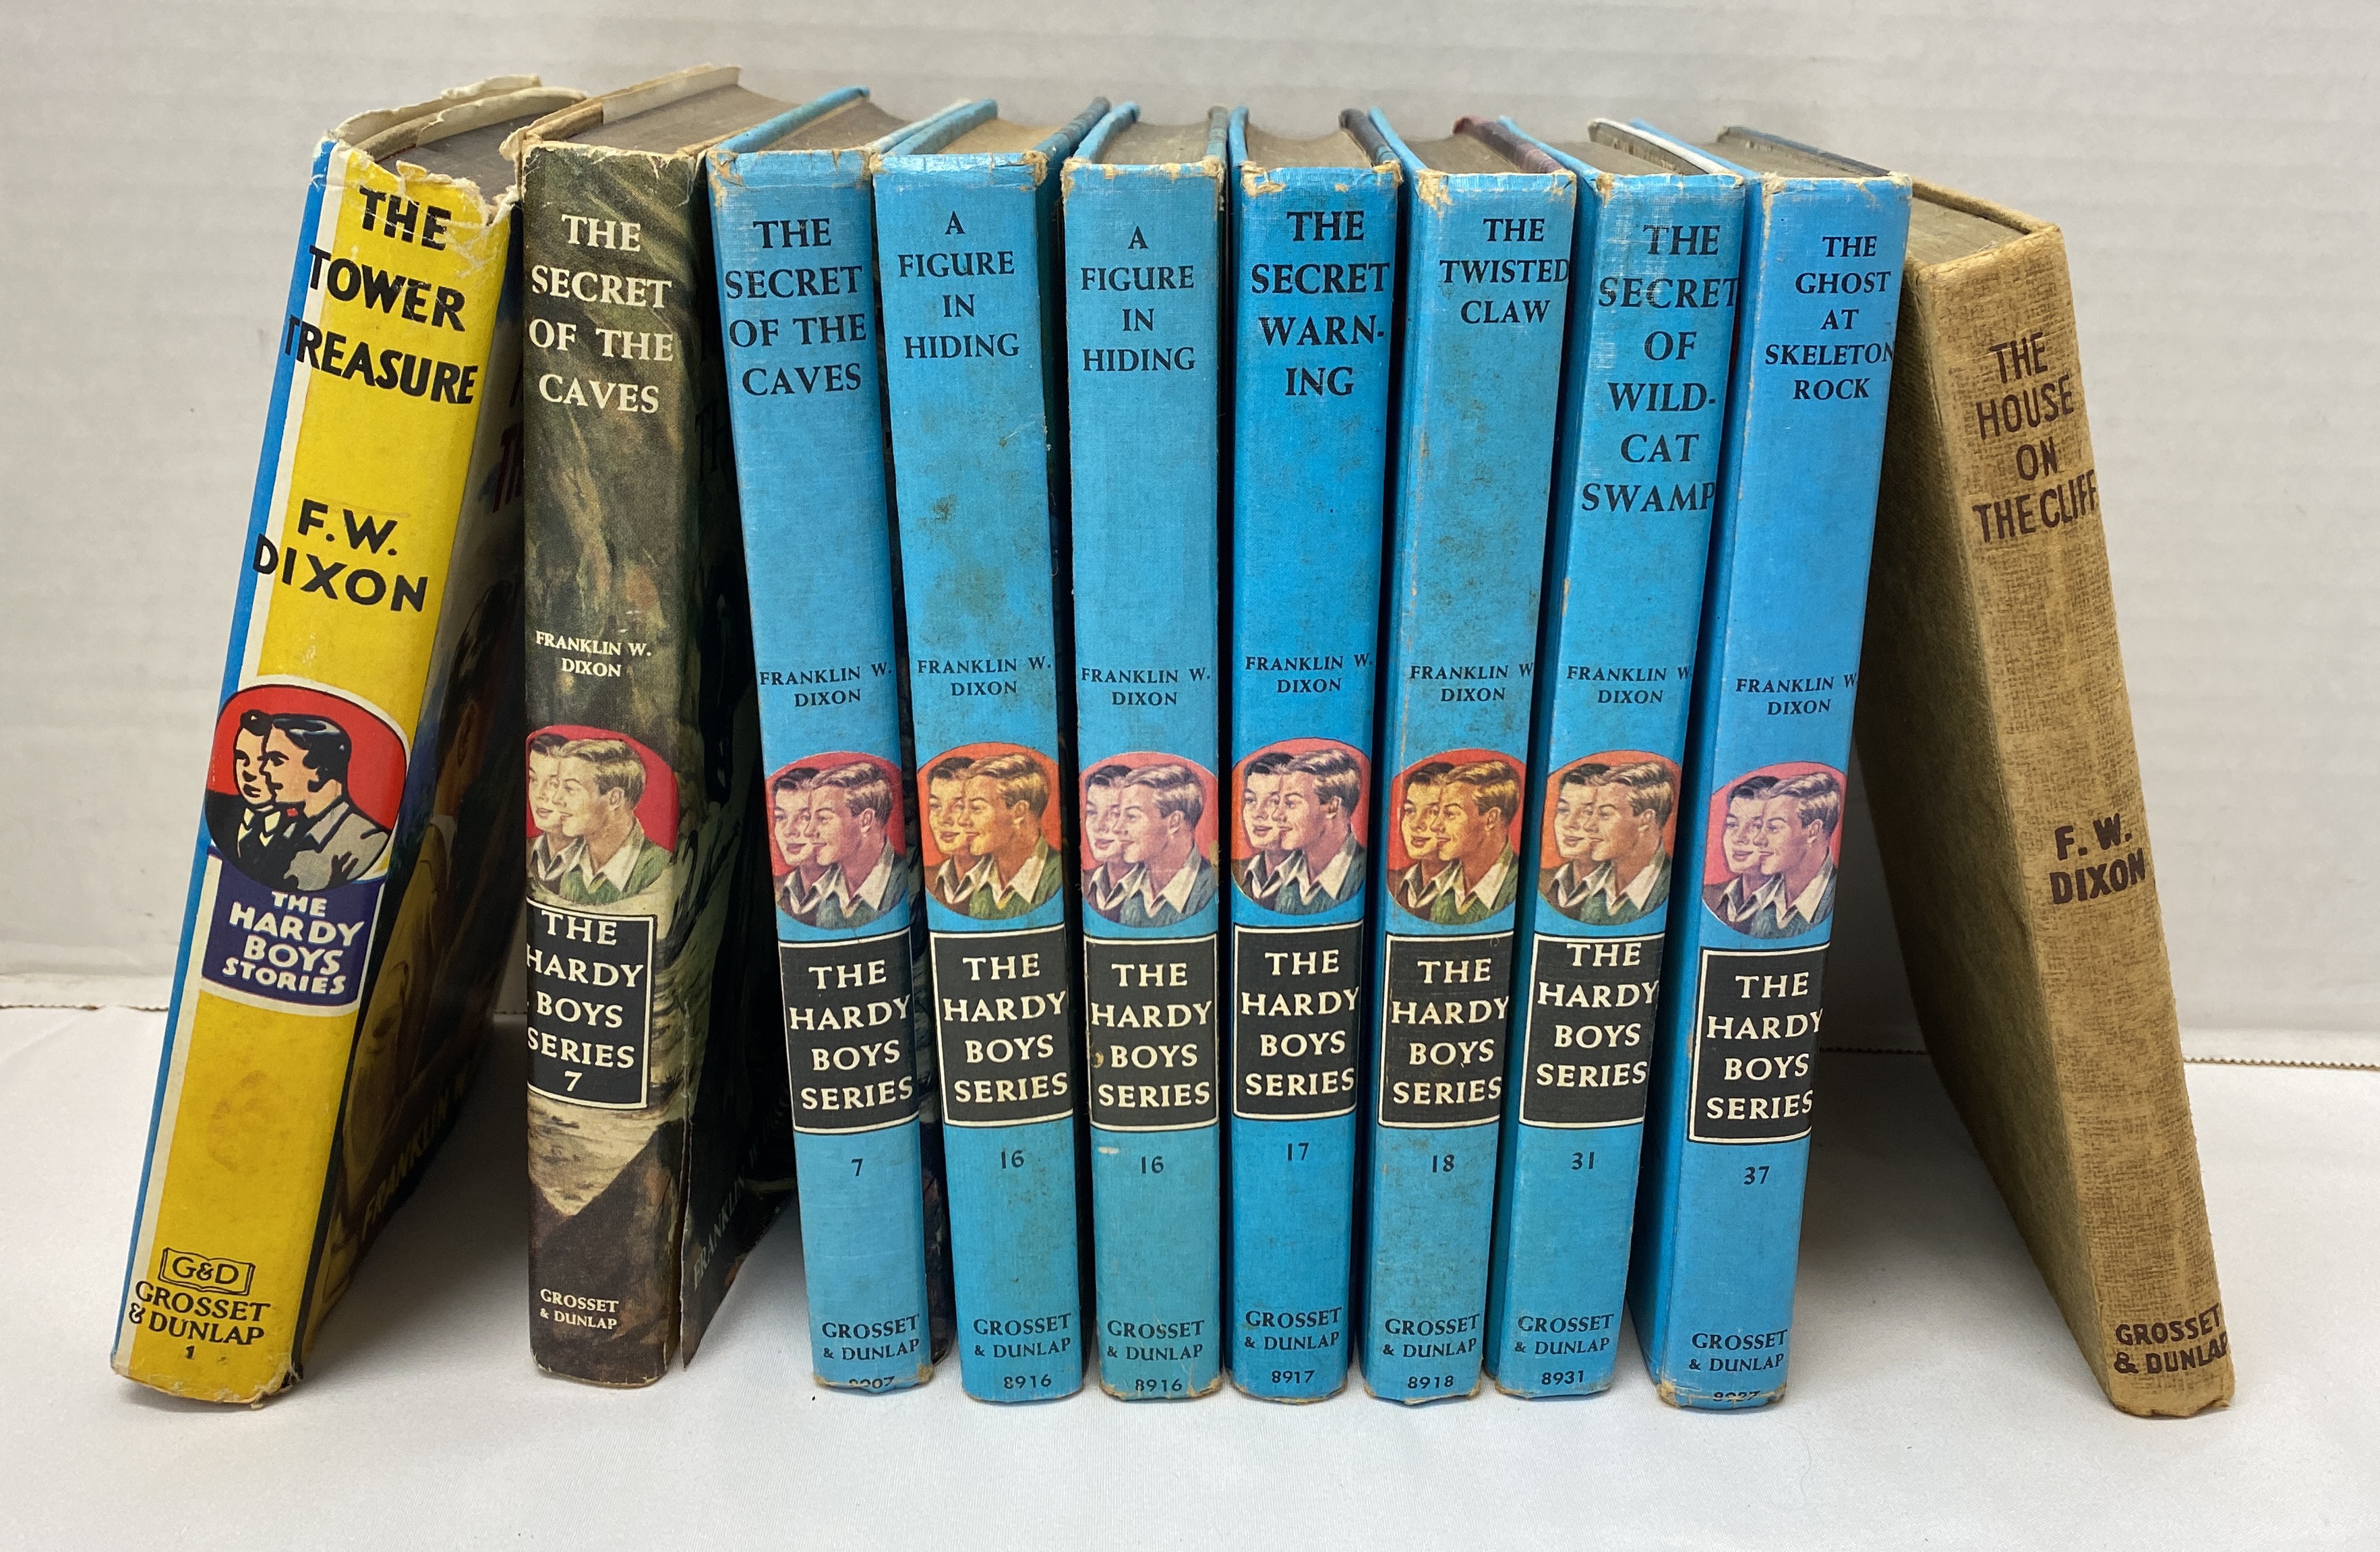 THE
TOWER
TREASURE
F.W.
DIXON
THE
HARDY
BOYS
STORIES
G&D
GROSSET
& DUNLAP
1
THE
SECRET
OF THE
CAVES
FRANKLIN W.
DIXON
THE
HARDY
BOYS
SERIES
7
GROSSET
& DUNLAP
FRANKLIN
THE
SECRET
OF THE
CAVES
FRANKLIN W.
DIXON
THE
HARDY
BOYS
SERIES
7
GROSSET
& DUNLAP
A
FIGURE
IN
HIDING
FRANKLIN W.
DIXON
THE
HARDY
BOYS
SERIES
16
GROSSET
& DUNLAP
8916
A
FIGURE
IN
HIDING
FRANKLIN W.
DIXON
THE
HARDY
BOYS
SERIES
16
GROSSET
& DUNLAP
8916
THE
SECRET
WARN-
ING
FRANKLIN W.
DIXON
THE
HARDY
BOYS
SERIES
17
GROSSET
& DUNLAP
8917
THE
TWISTED
CLAW
FRANKLIN W
DIXON
THE
HARDY
BOYS
SERIES
18
GROSSET
& DUNLAP
8918
THE
SECRET
OF
WILD-
CAT
SWAMP
FRANKLIN W
DIXON
THE
HARDY
BOYS
SERIES
31
GROSSET
& DUNLAP
8931
THE
GHOST
AT
SKELETON
ROCK
FRANKLIN W.
DIXON
THE
HARDY
BOYS
SERIES
37
GROSSET
& DUNLAP
THE
HOUSE
ON
THE CLIFF
F. W.
DIXON
GROSSET
& DUNLAP